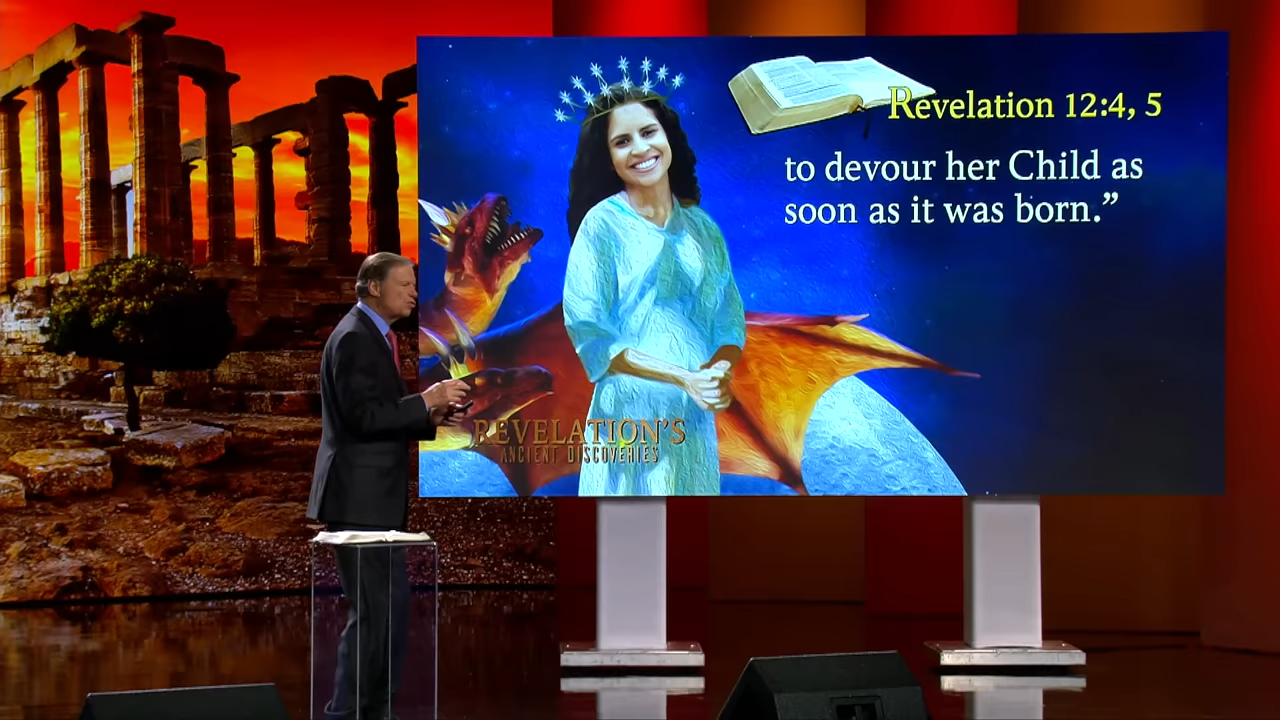 Revelation 12:4, 5
to devour her Child as
soon as it was born.”
REVELATION'S
ANCIENT DISCOVERIES